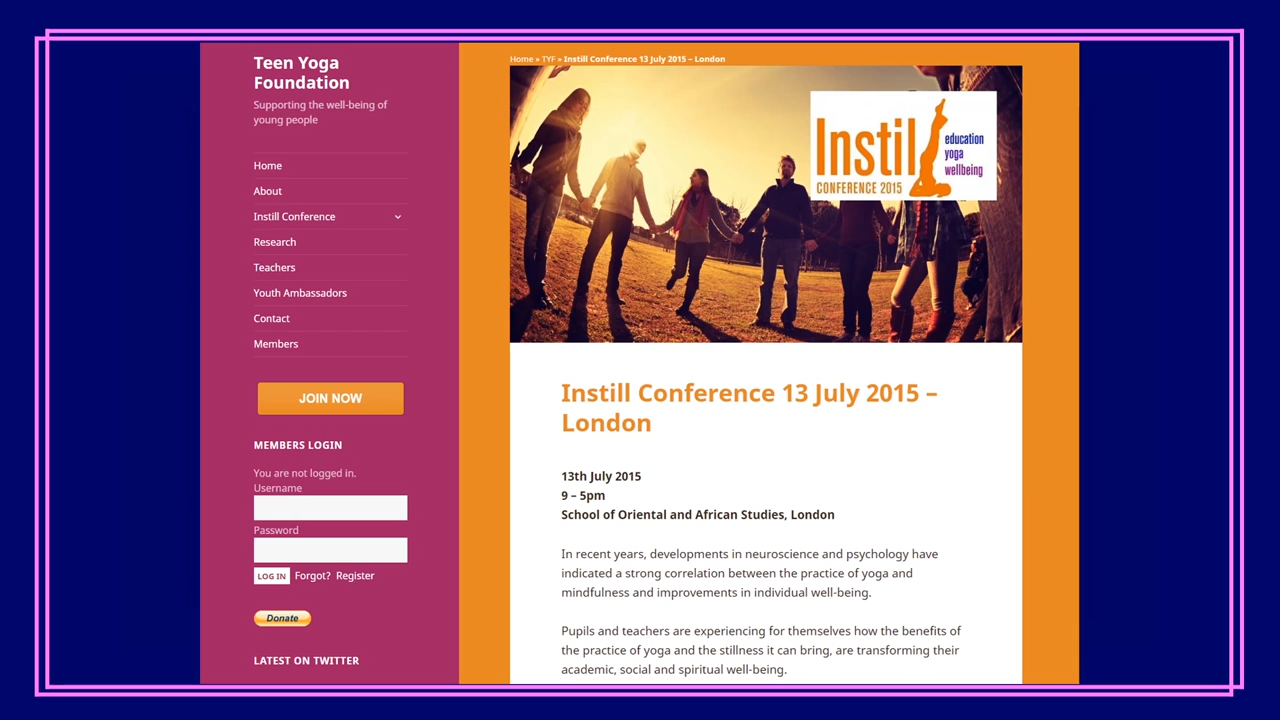 Teen Yoga
Foundation
Supporting the well-being of
young people
Home
About
Instill Conference
Research
Teachers
Youth Ambassadors
Contact
Members
JOIN NOW
MEMBERS LOGIN
You are not logged in.
Username
Password
LOG IN Forgot? Register
Donate
LATEST ON TWITTER
Home » TYF » Instill Conference 13 July 2015 – London
Instil
education
yoga
wellbeing
CONFERENCE 2015
Instill Conference 13 July 2015 –
London
13th July 2015
9 – 5pm
School of Oriental and African Studies, London
In recent years, developments in neuroscience and psychology have
indicated a strong correlation between the practice of yoga and
mindfulness and improvements in individual well-being.
Pupils and teachers are experiencing for themselves how the benefits of
the practice of yoga and the stillness it can bring, are transforming their
academic, social and spiritual well-being.